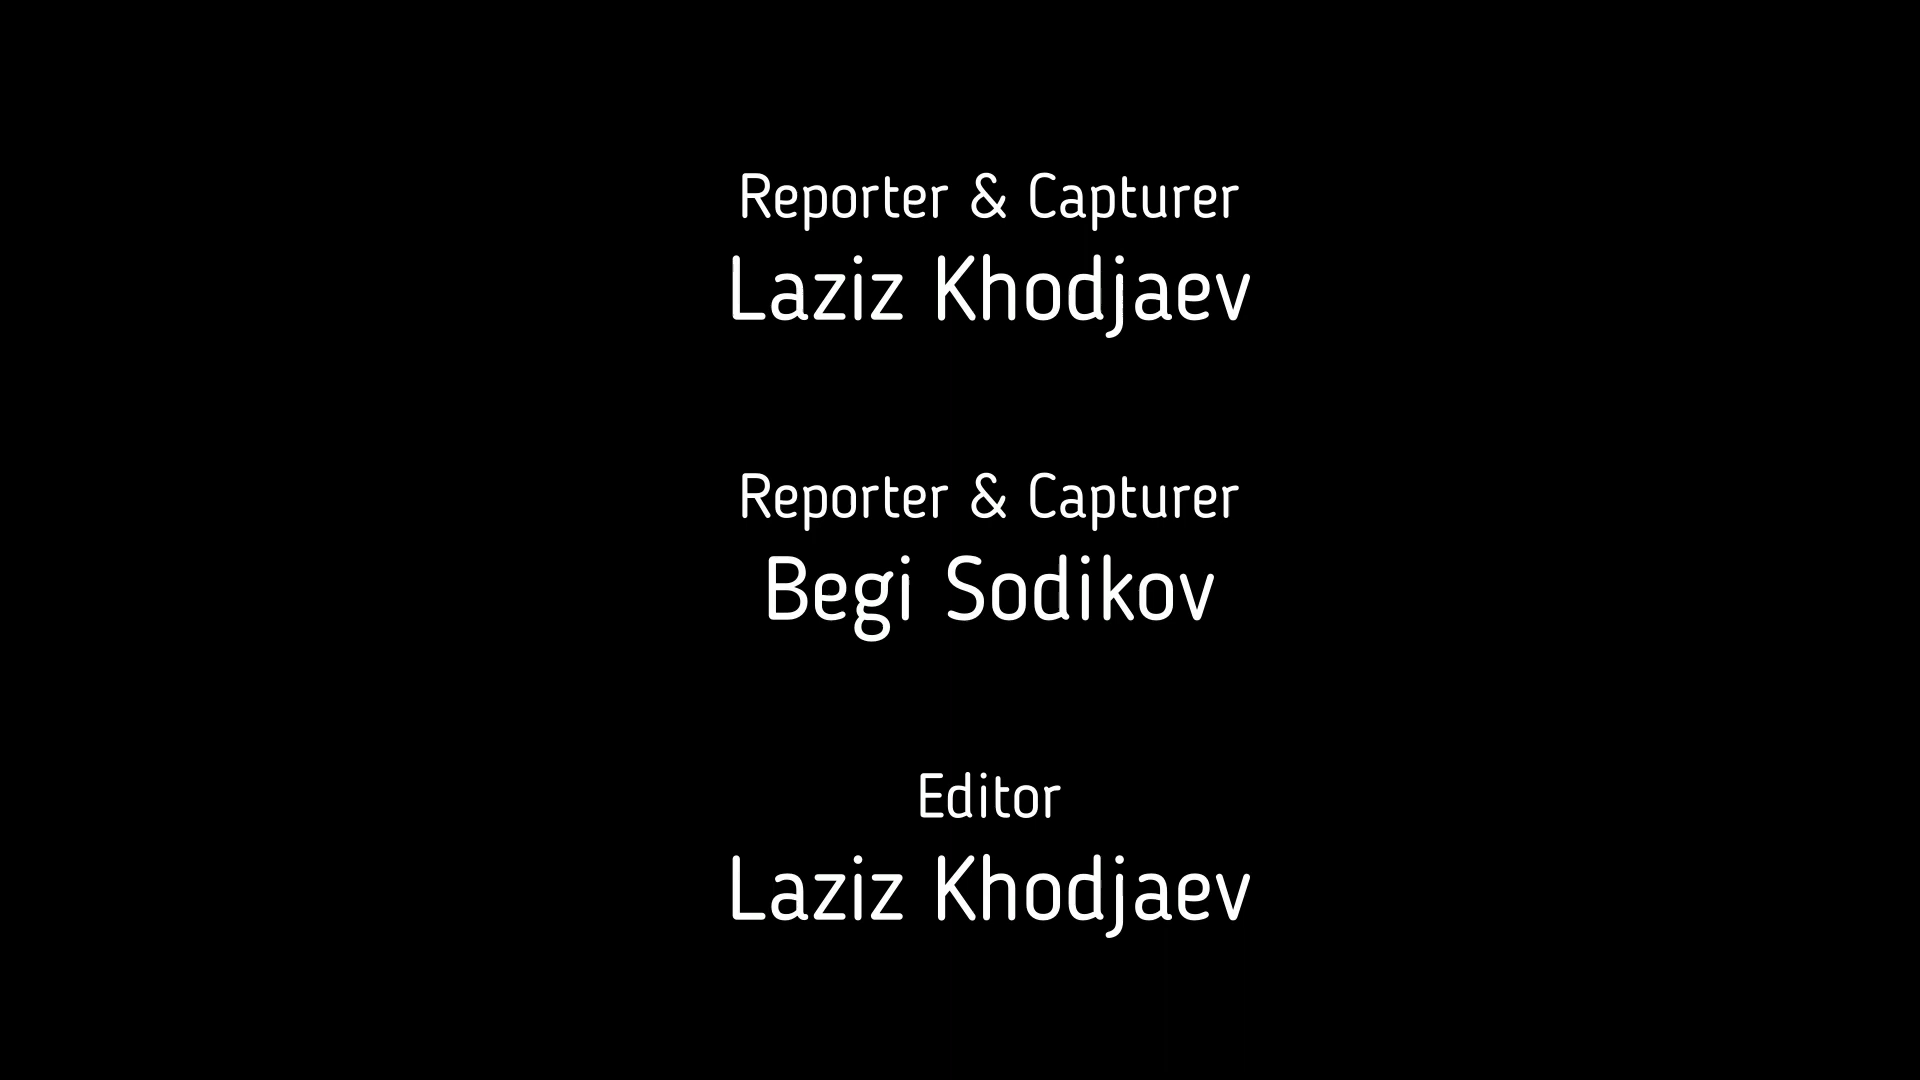 Reporter & Capturer
Laziz Khodjaev
Reporter & Capturer
Begi Sodikov
Editor
Laziz Khodjaev